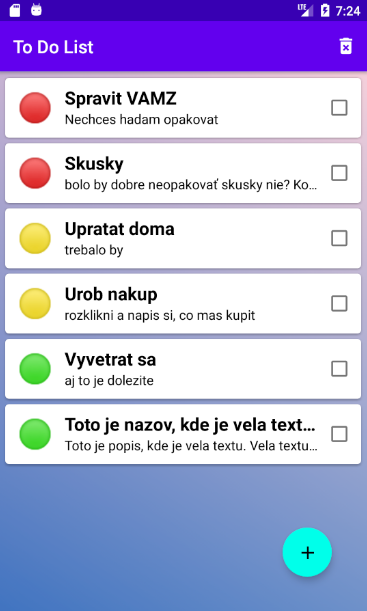 LTE 7:24
To Do List
Spravit VAMZ
Nechces hadam opakovat
Skusky
bolo by dobre neopakovať skusky nie? Ko...
Upratat doma
trebalo by
Urob nakup
rozklikni a napis si, co mas kupit
Vyvetrat sa
aj to je dolezite
Toto je nazov, kde je vela text...
Toto je popis, kde je vela textu. Vela textu...
+